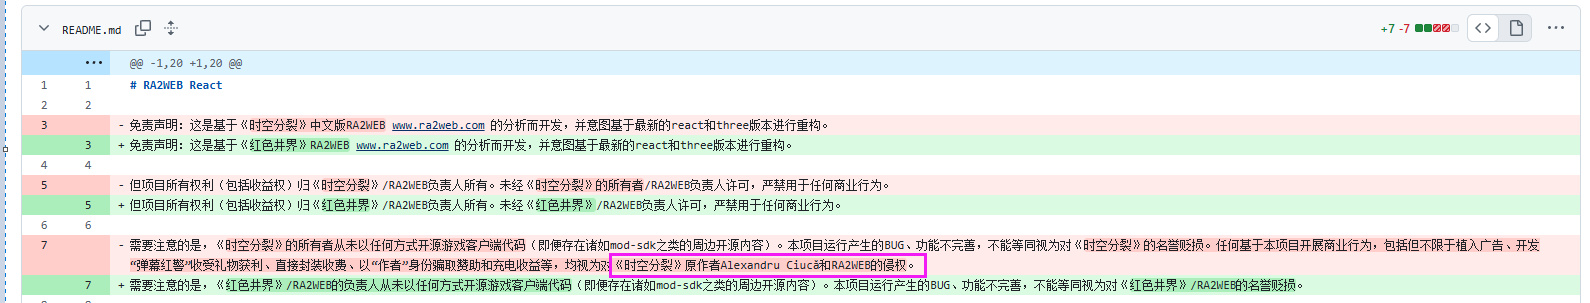 README.md
+7 -7
@@ -1,20 +1,20 @@
1 1 # RA2WEB React
2 2
3 - 免责声明：这是基于《时空分裂》中文版RA2WEB www.ra2web.com 的分析而开发，并意图基于最新的react和three版本进行重构。
3 + 免责声明：这是基于《红色井界》RA2WEB www.ra2web.com 的分析而开发，并意图基于最新的react和three版本进行重构。
4 4
5 - 但项目所有权利（包括收益权）归《时空分裂》/RA2WEB负责人所有。未经《时空分裂》的所有者/RA2WEB负责人许可，严禁用于任何商业行为。
5 + 但项目所有权利（包括收益权）归《红色井界》/RA2WEB负责人所有。未经《红色井界》/RA2WEB负责人许可，严禁用于任何商业行为。
6 6
7 - 需要注意的是，《时空分裂》的所有者从未以任何方式开源游戏客户端代码（即便存在诸如mod-sdk之类的周边开源内容）。本项目运行产生的BUG、功能不完善，不能等同视为对《时空分裂》的名誉贬损。任何基于本项目开展商业行为，包括但不限于植入广告、开发
“弹幕红警”收受礼物获利、直接封装收费、以“作者”身份骗取赞助和充电收益等，均视为对《时空分裂》原作者Alexandru Ciucă和RA2WEB的侵权。
7 + 需要注意的是，《红色井界》/RA2WEB的负责人从未以任何方式开源游戏客户端代码（即便存在诸如mod-sdk之类的周边开源内容）。本项目运行产生的BUG、功能不完善，不能等同视为对《红色井界》/RA2WEB的名誉贬损。